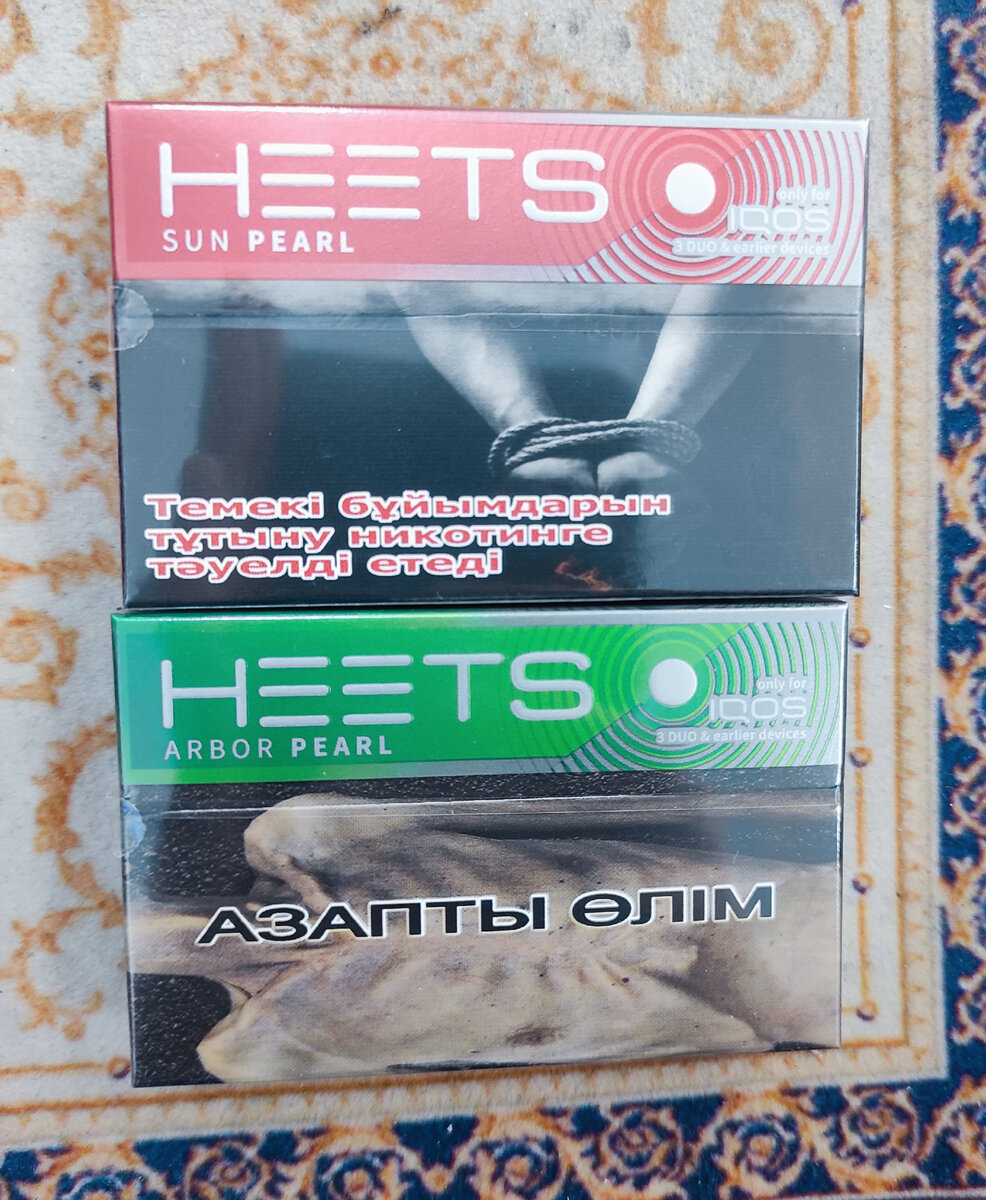 HEETS
SUN PEARL
only for
IQOS
3 DUO & earlier devices
Темекі бұйымдарын
тұтыну никотинге
тәуелді етеді
HEETS
ARBOR PEARL
only for
IQOS
3 DUO & earlier devices
АЗАПТЫ ӨЛІМ